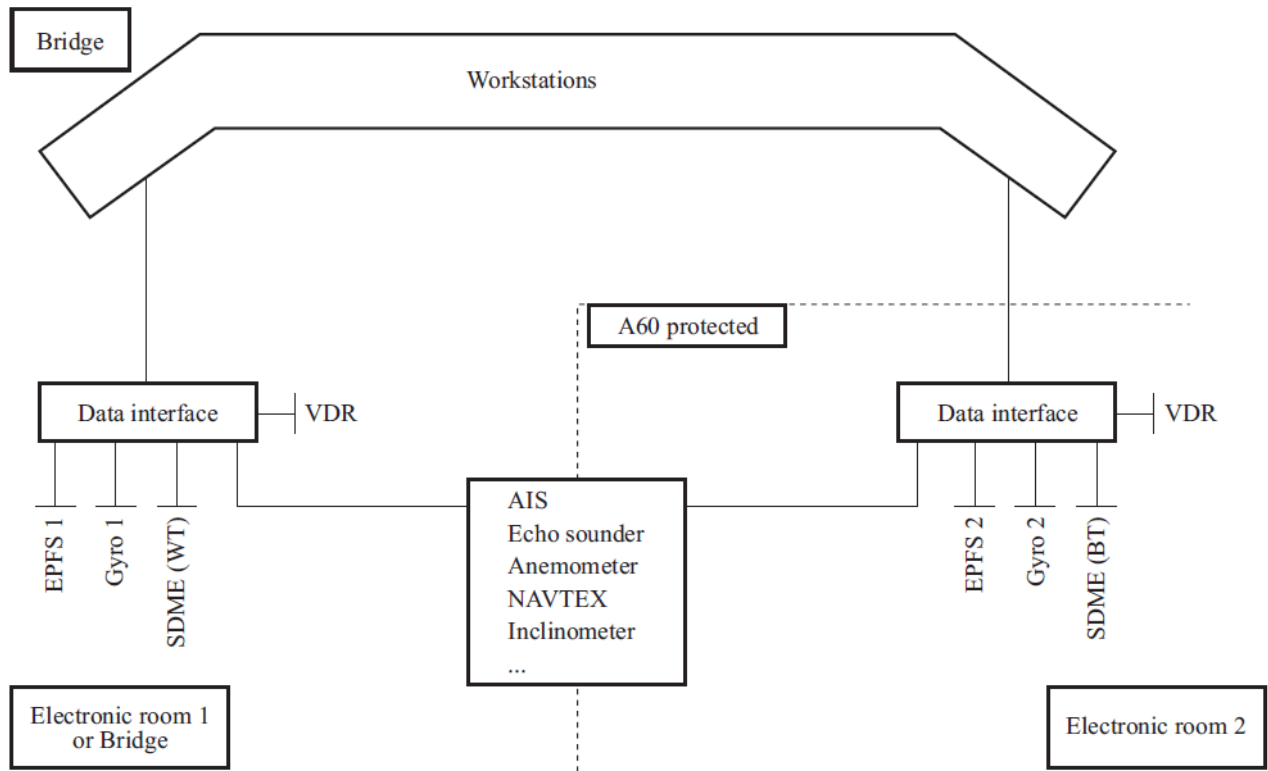 Bridge
Workstations
A60 protected
Data interface
VDR
Data interface
VDR
EPFS 1
Gyro 1
SDME (WT)
AIS
Echo sounder
Anemometer
NAVTEX
Inclinometer
...
EPFS 2
Gyro 2
SDME (BT)
Electronic room 1
or Bridge
Electronic room 2